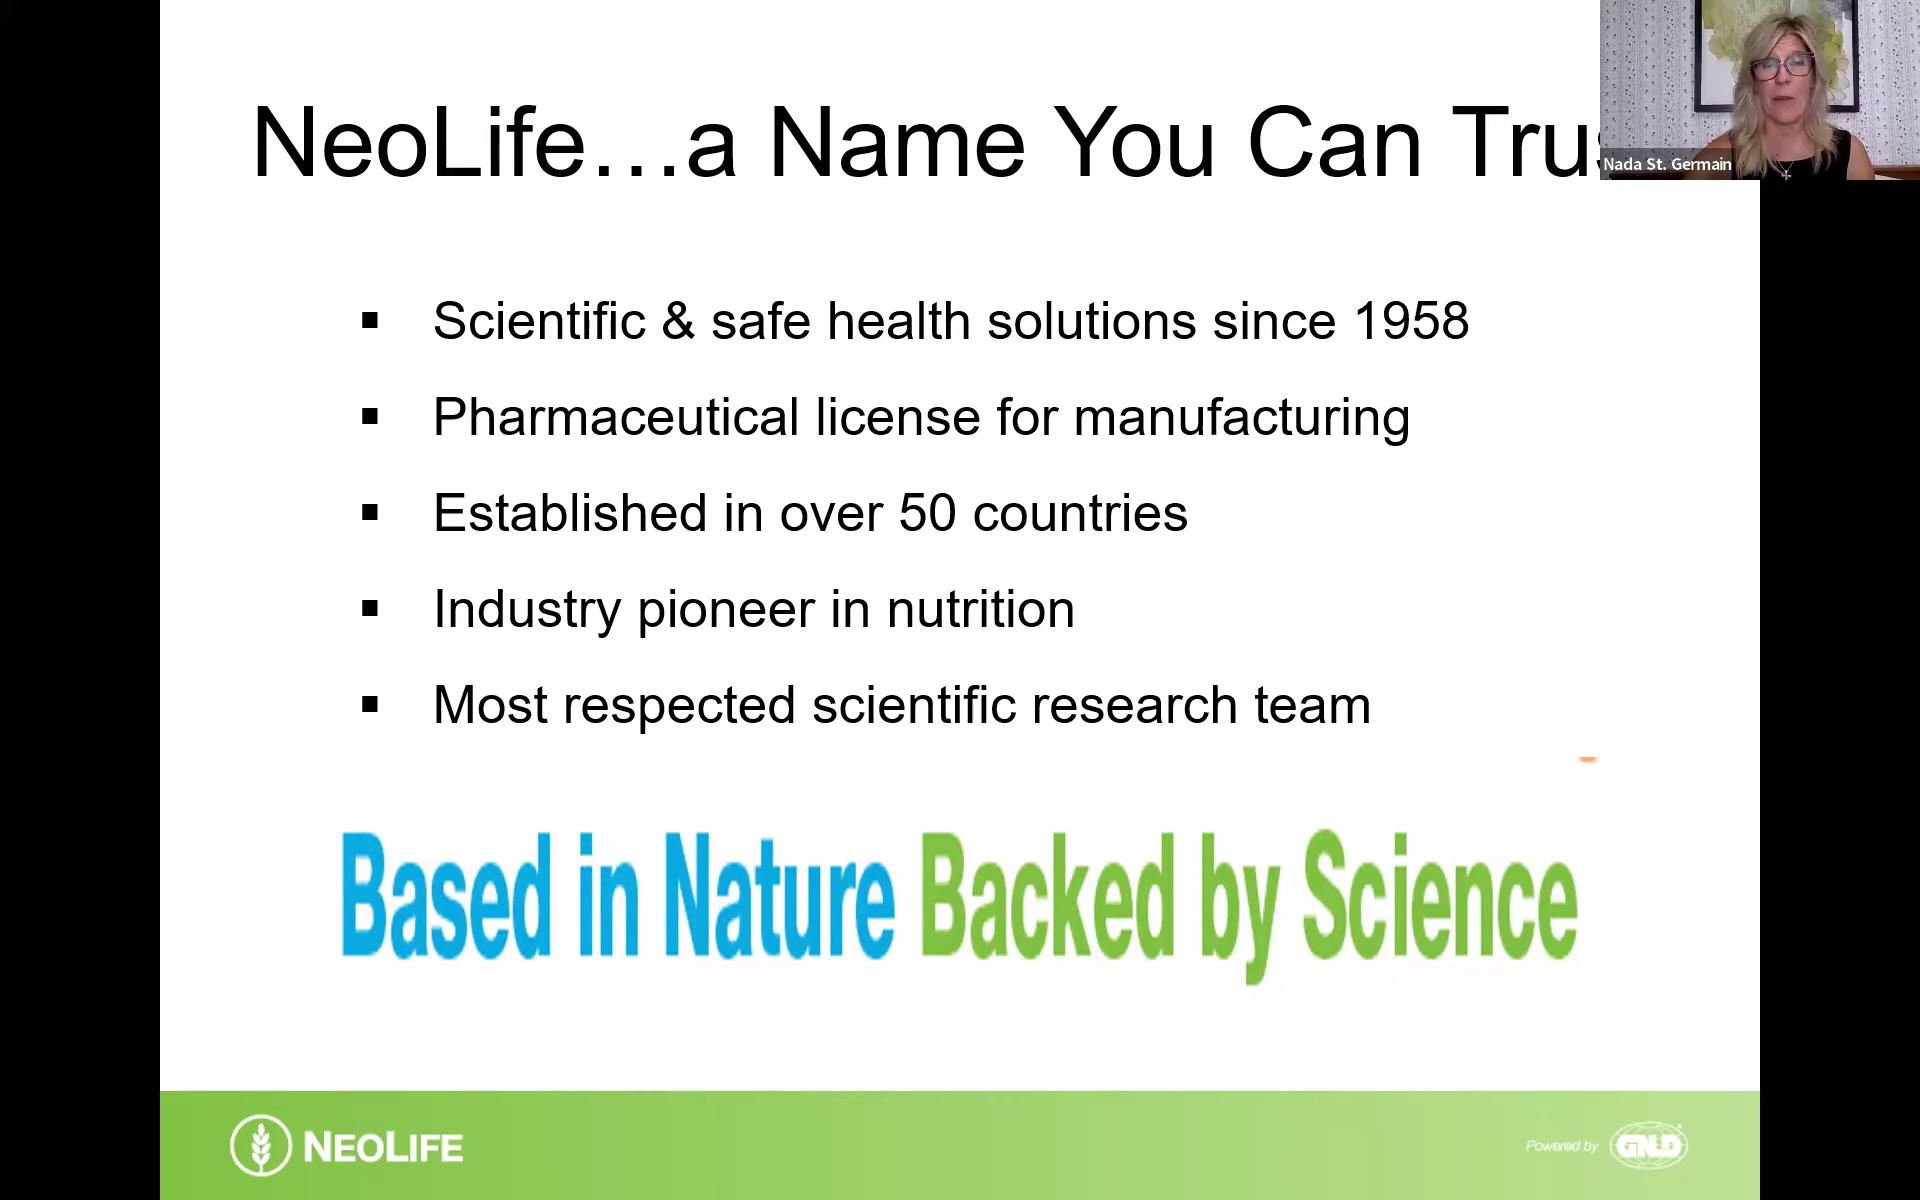 NeoLife…a Name You Can Trus
Nada St. Germain
▪ Scientific & safe health solutions since 1958
▪ Pharmaceutical license for manufacturing
▪ Established in over 50 countries
▪ Industry pioneer in nutrition
▪ Most respected scientific research team
Based in Nature Backed by Science
NEOLIFE
Powered by GNLD